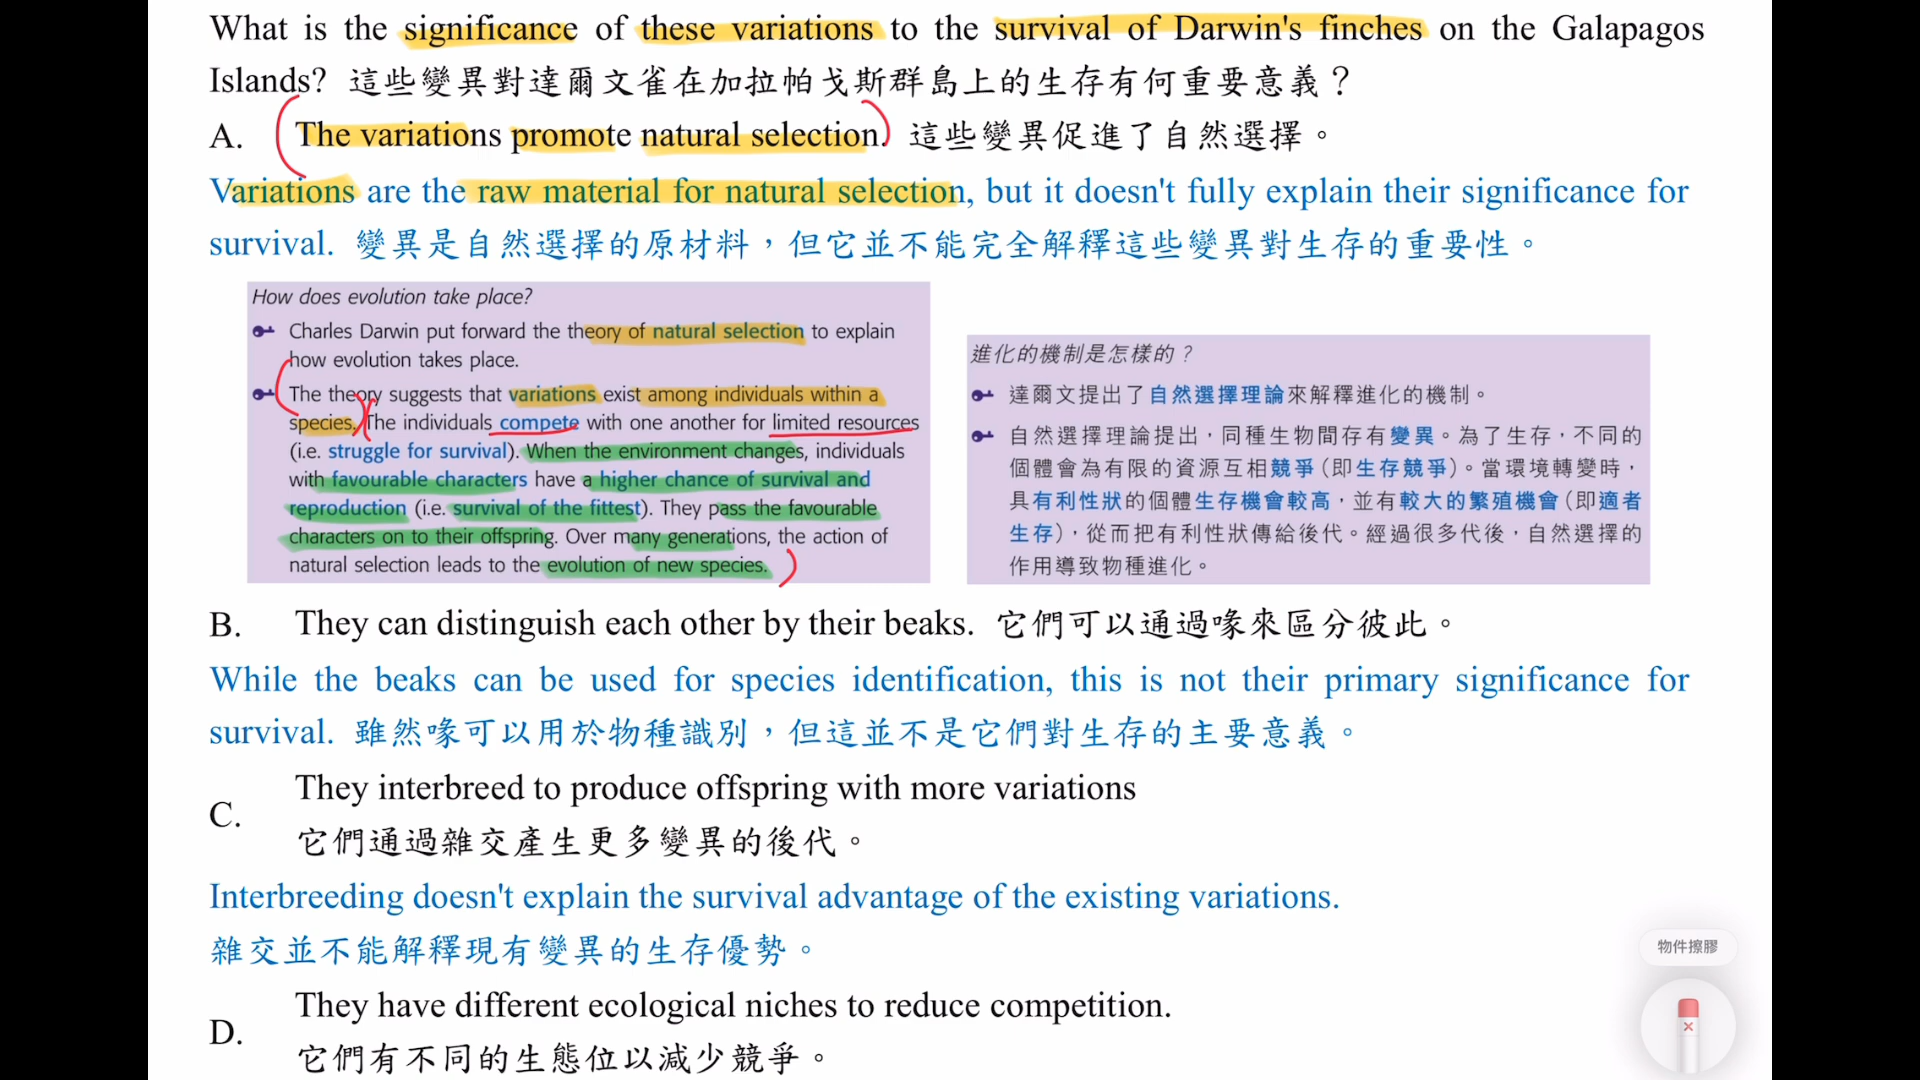 What is the significance of these variations to the survival of Darwin's finches on the Galapagos
Islands? 這些變異對達爾文雀在加拉帕戈斯群島上的生存有何重要意義？
A. The variations promote natural selection. 這些變異促進了自然選擇。
Variations are the raw material for natural selection, but it doesn't fully explain their significance for
survival. 變異是自然選擇的原材料，但它並不能完全解釋這些變異對生存的重要性。
How does evolution take place?
Charles Darwin put forward the theory of natural selection to explain
how evolution takes place.
The theory suggests that variations exist among individuals within a
species. The individuals compete with one another for limited resources
(i.e. struggle for survival). When the environment changes, individuals
with favourable characters have a higher chance of survival and
reproduction (i.e. survival of the fittest). They pass the favourable
characters on to their offspring. Over many generations, the action of
natural selection leads to the evolution of new species.
進化的機制是怎樣的？
達爾文提出了自然選擇理論來解釋進化的機制。
自然選擇理論提出，同種生物間存有變異。為了生存，不同的
個體會為有限的資源互相競爭（即生存競爭）。當環境轉變時，
具有利性狀的個體生存機會較高，並有較大的繁殖機會（即適者
生存），從而把有利性狀傳給後代。經過很多代後，自然選擇的
作用導致物種進化。
B. They can distinguish each other by their beaks. 它們可以通過喙來區分彼此。
While the beaks can be used for species identification, this is not their primary significance for
survival. 雖然喙可以用於物種識別，但這並不是它們對生存的主要意義。
C. They interbreed to produce offspring with more variations
它們通過雜交產生更多變異的後代。
Interbreeding doesn't explain the survival advantage of the existing variations.
雜交並不能解釋現有變異的生存優勢。
D. They have different ecological niches to reduce competition.
它們有不同的生態位以減少競爭。
物件擦膠